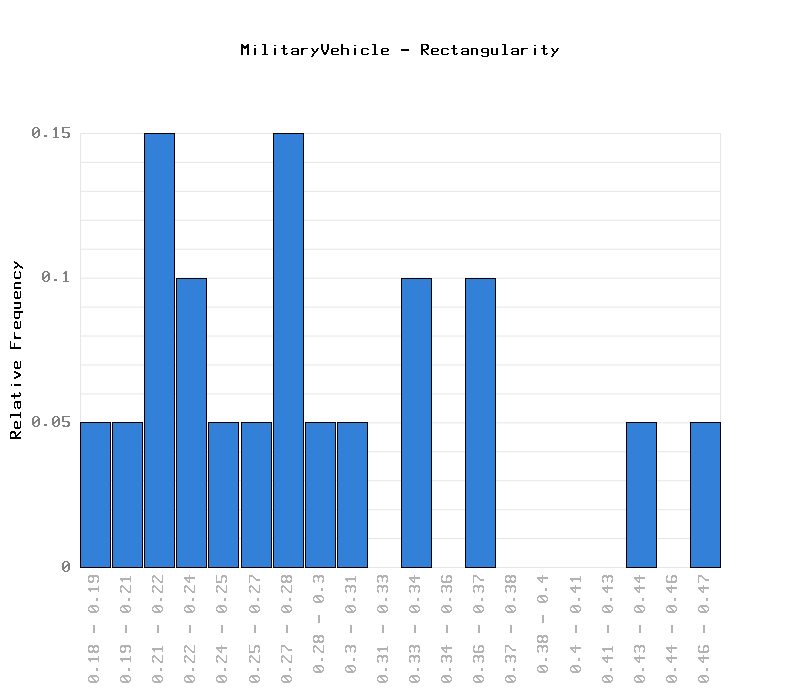 MilitaryVehicle - Rectangularity
Relative Frequency
0.15
0.1
0.05
0
0.18 - 0.19
0.19 - 0.21
0.21 - 0.22
0.22 - 0.24
0.24 - 0.25
0.25 - 0.27
0.27 - 0.28
0.28 - 0.3
0.3 - 0.31
0.31 - 0.33
0.33 - 0.34
0.34 - 0.36
0.36 - 0.37
0.37 - 0.38
0.38 - 0.4
0.4 - 0.41
0.41 - 0.43
0.43 - 0.44
0.44 - 0.46
0.46 - 0.47